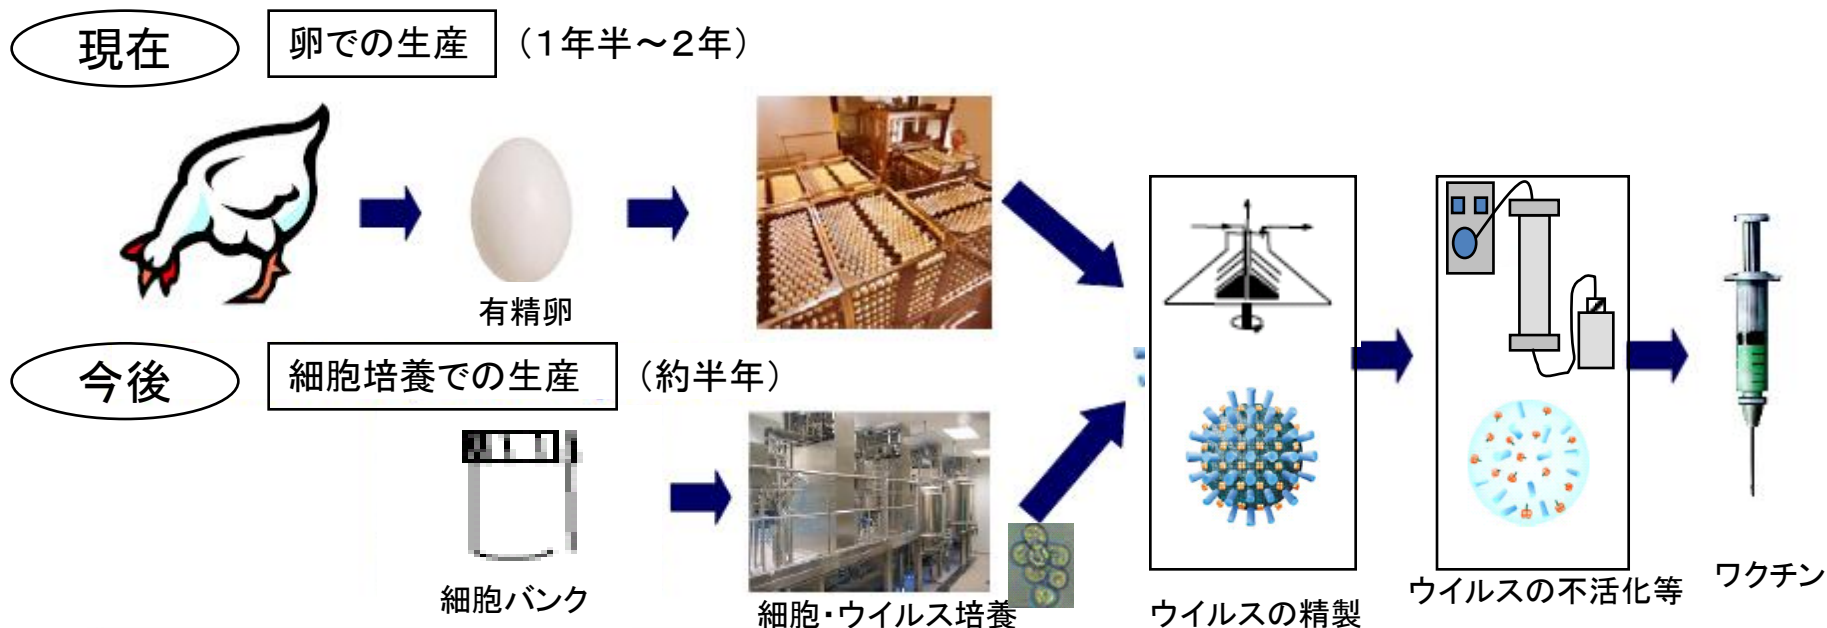 現在
卵での生産
（１年半～２年）
有精卵
今後
細胞培養での生産
（約半年）
細胞バンク
細胞・ウイルス培養
ウイルスの精製
ウイルスの不活化等
ワクチン